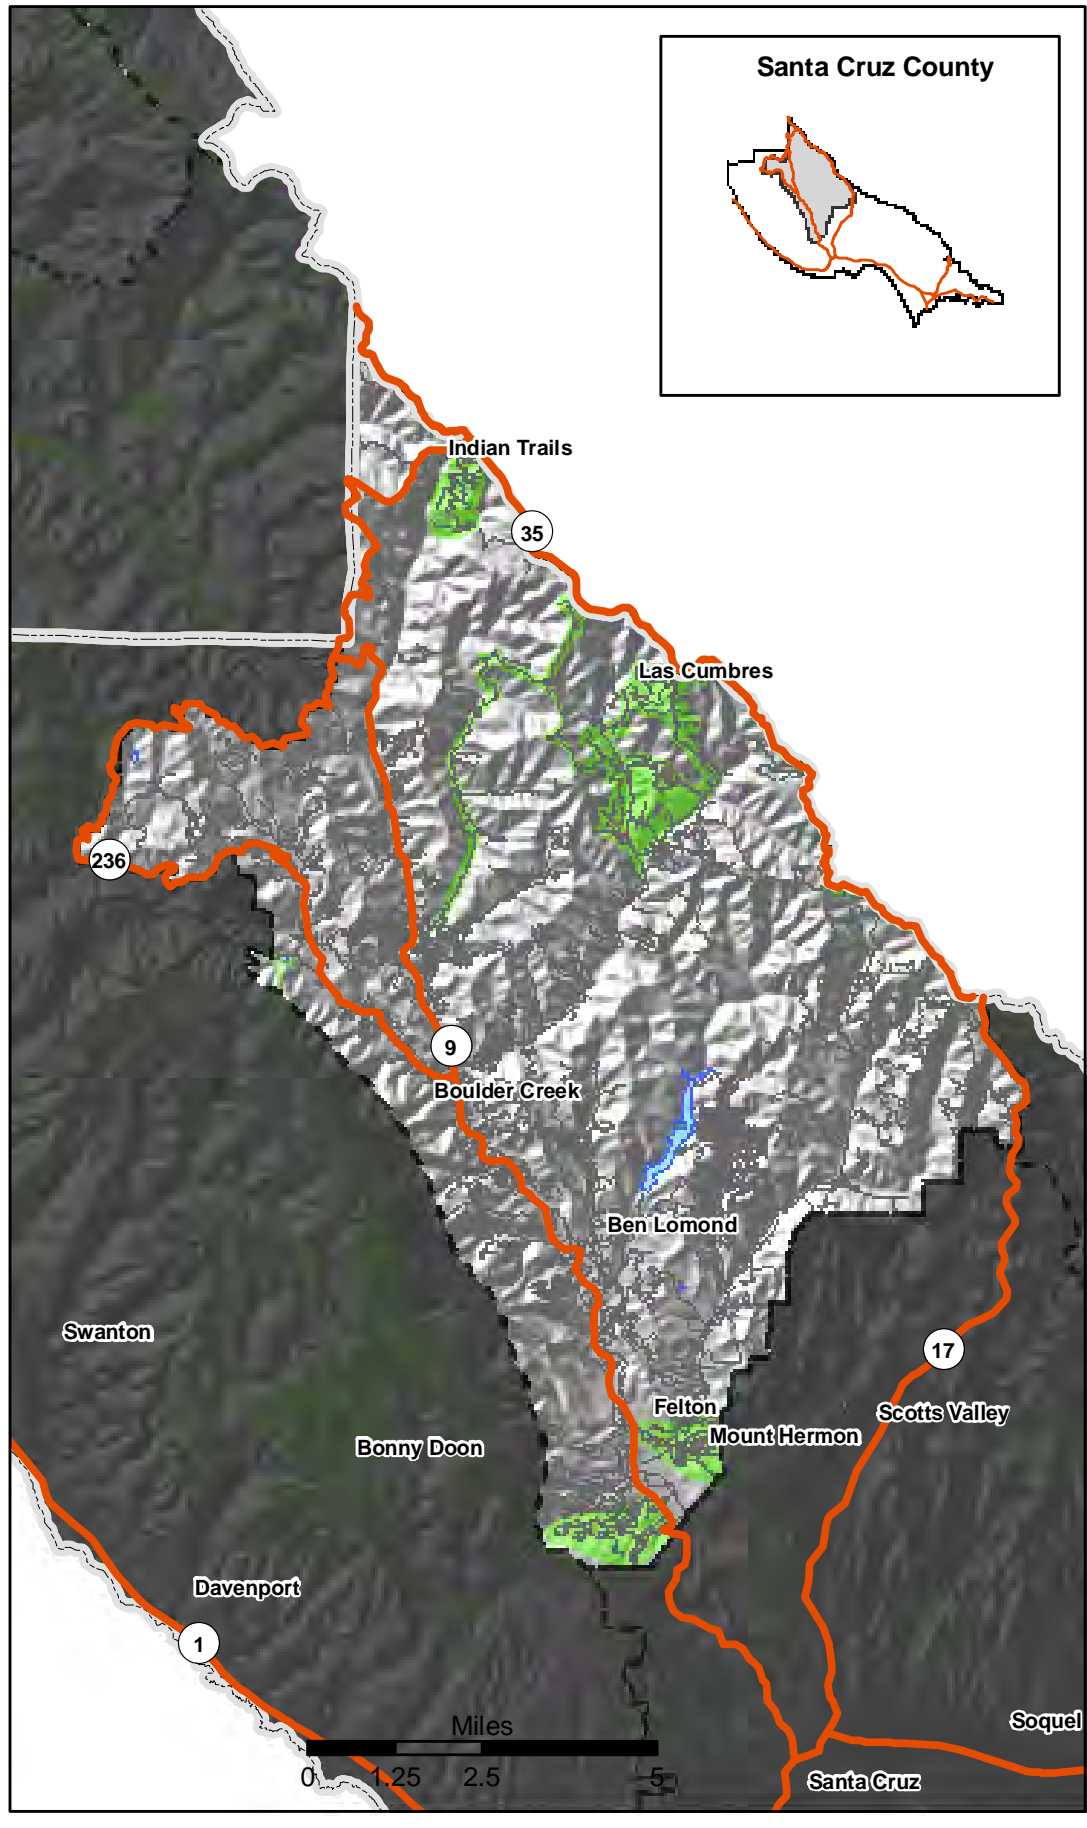 Santa Cruz County
Indian Trails
35
Las Cumbres
236
9
Boulder Creek
Ben Lomond
Swanton
17
Felton
Scotts Valley
Mount Hermon
Bonny Doon
Davenport
1
Soquel
Miles
0 1.25 2.5 5
Santa Cruz